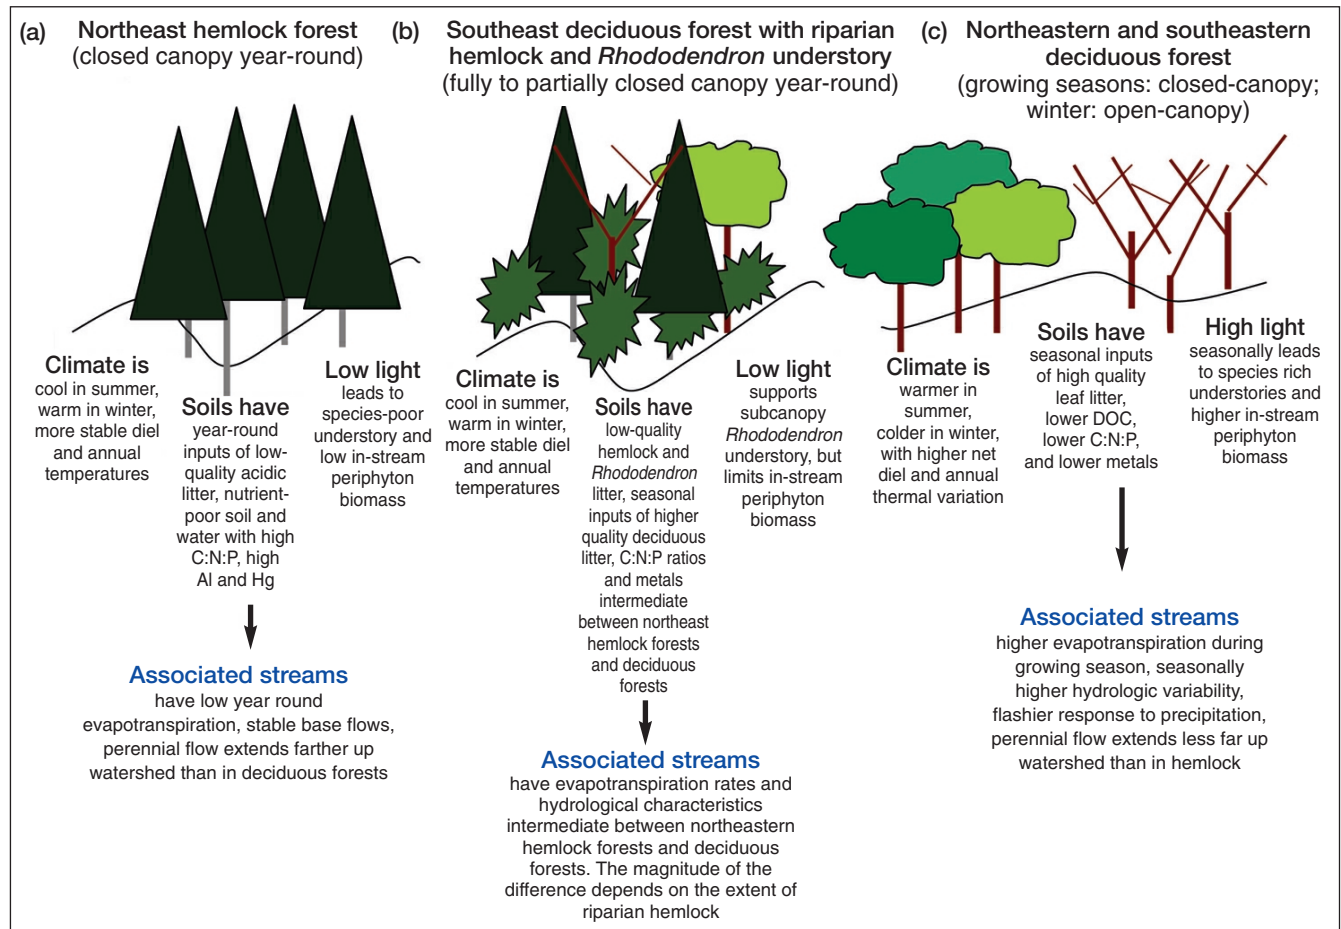 (a)
Northeast hemlock forest
(closed canopy year-round)
Climate is
cool in summer,
warm in winter,
more stable diel
and annual
temperatures
Soils have
year-round
inputs of low-
quality acidic
litter, nutrient-
poor soil and
water with high
C:N:P, high
Al and Hg
Low light
leads to
species-poor
understory and
low in-stream
periphyton
biomass
Associated streams
have low year round
evapotranspiration, stable base flows,
perennial flow extends farther up
watershed than in deciduous forests
(b)
Southeast deciduous forest with riparian
hemlock and Rhododendron understory
(fully to partially closed canopy year-round)
Climate is
cool in summer,
warm in winter,
more stable diel
and annual
temperatures
Soils have
low-quality
hemlock and
Rhododendron
litter, seasonal
inputs of higher
quality deciduous
litter, C:N:P ratios
and metals
intermediate
between northeast
hemlock forests
and deciduous
forests
Low light
supports
subcanopy
Rhododendron
understory, but
limits in-stream
periphyton
biomass
Associated streams
have evapotranspiration rates and
hydrological characteristics
intermediate between northeastern
hemlock forests and deciduous
forests. The magnitude of the
difference depends on the extent of
riparian hemlock
(c)
Northeastern and southeastern
deciduous forest
(growing seasons: closed-canopy;
winter: open-canopy)
Climate is
warmer in
summer,
colder in winter,
with higher net
diel and annual
thermal variation
Soils have
seasonal inputs
of high quality
leaf litter,
lower DOC,
lower C:N:P,
and lower metals
High light
seasonally leads
to species rich
understories and
higher in-stream
periphyton
biomass
Associated streams
higher evapotranspiration during
growing season, seasonally
higher hydrologic variability,
flashier response to precipitation,
perennial flow extends less far up
watershed than in hemlock